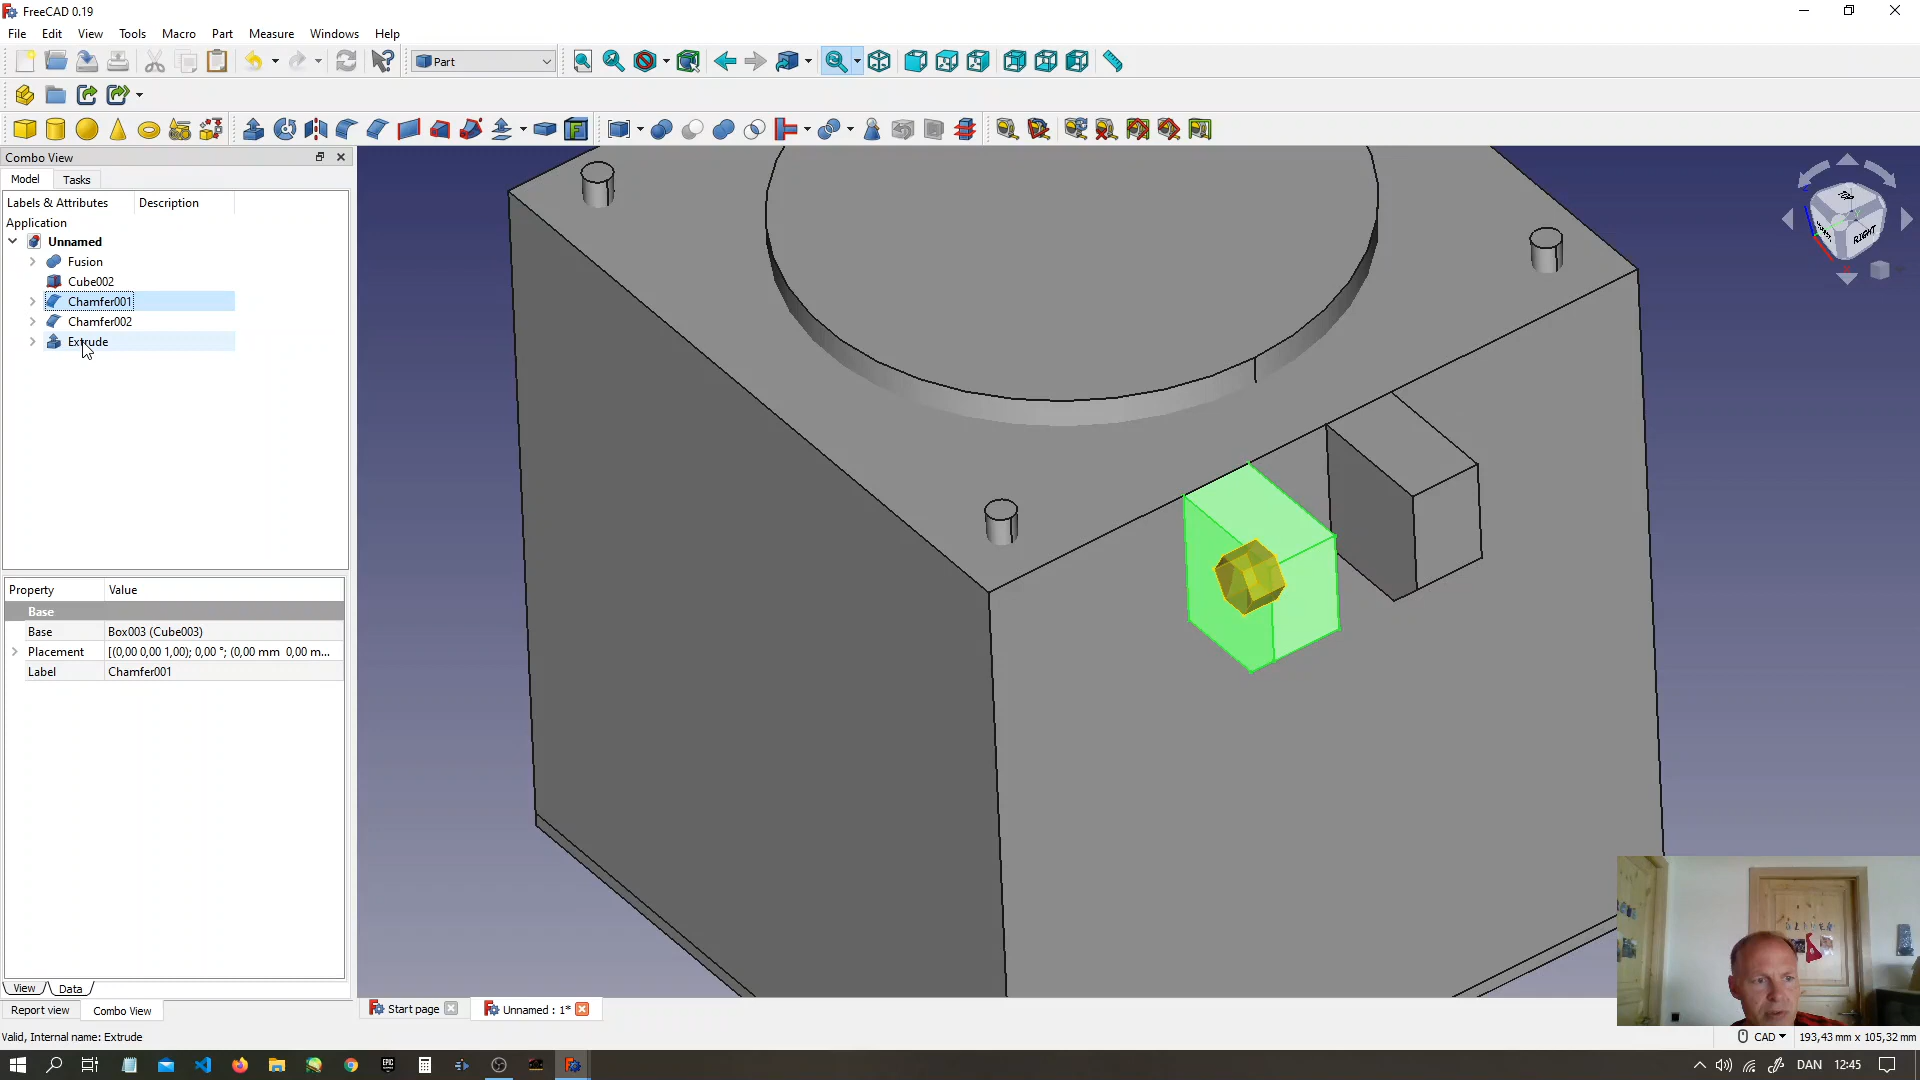 FreeCAD 0.19
File Edit View Tools Macro Part Measure Windows Help
Part
Combo View
Model Tasks
Labels & Attributes Description
Application
Unnamed
Fusion
Cube002
Chamfer001
Chamfer002
Extrude
Property Value
Base
Base Box003 (Cube003)
Placement [(0,00 0,00 1,00); 0,00 °; (0,00 mm 0,00 m...
Label Chamfer001
View Data
Report view Combo View
Start page Unnamed : 1*
Valid, Internal name: Extrude
CAD 193,43 mm x 105,32 mm
RIGHT
EPIC
DAN 12:45